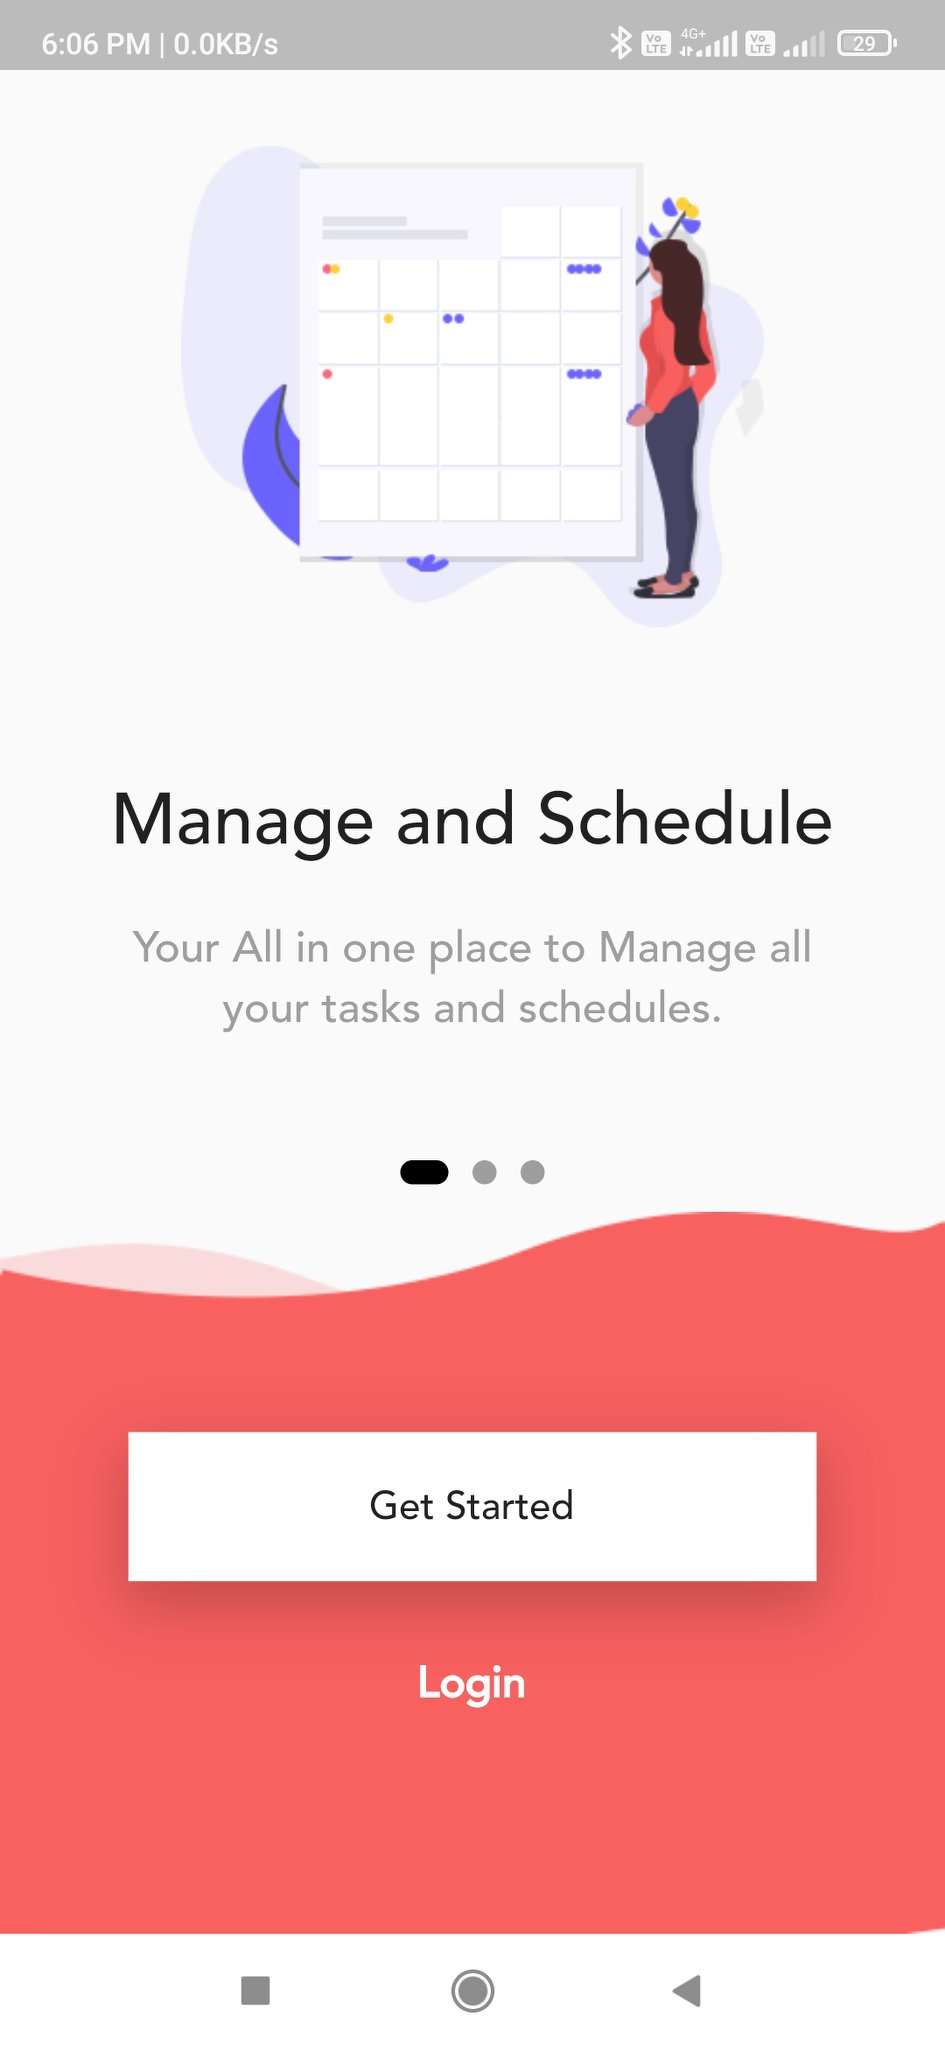 6:06 PM | 0.0KB/s
Vo LTE 4G+ Vo LTE 29
Manage and Schedule
Your All in one place to Manage all
your tasks and schedules.
Get Started
Login